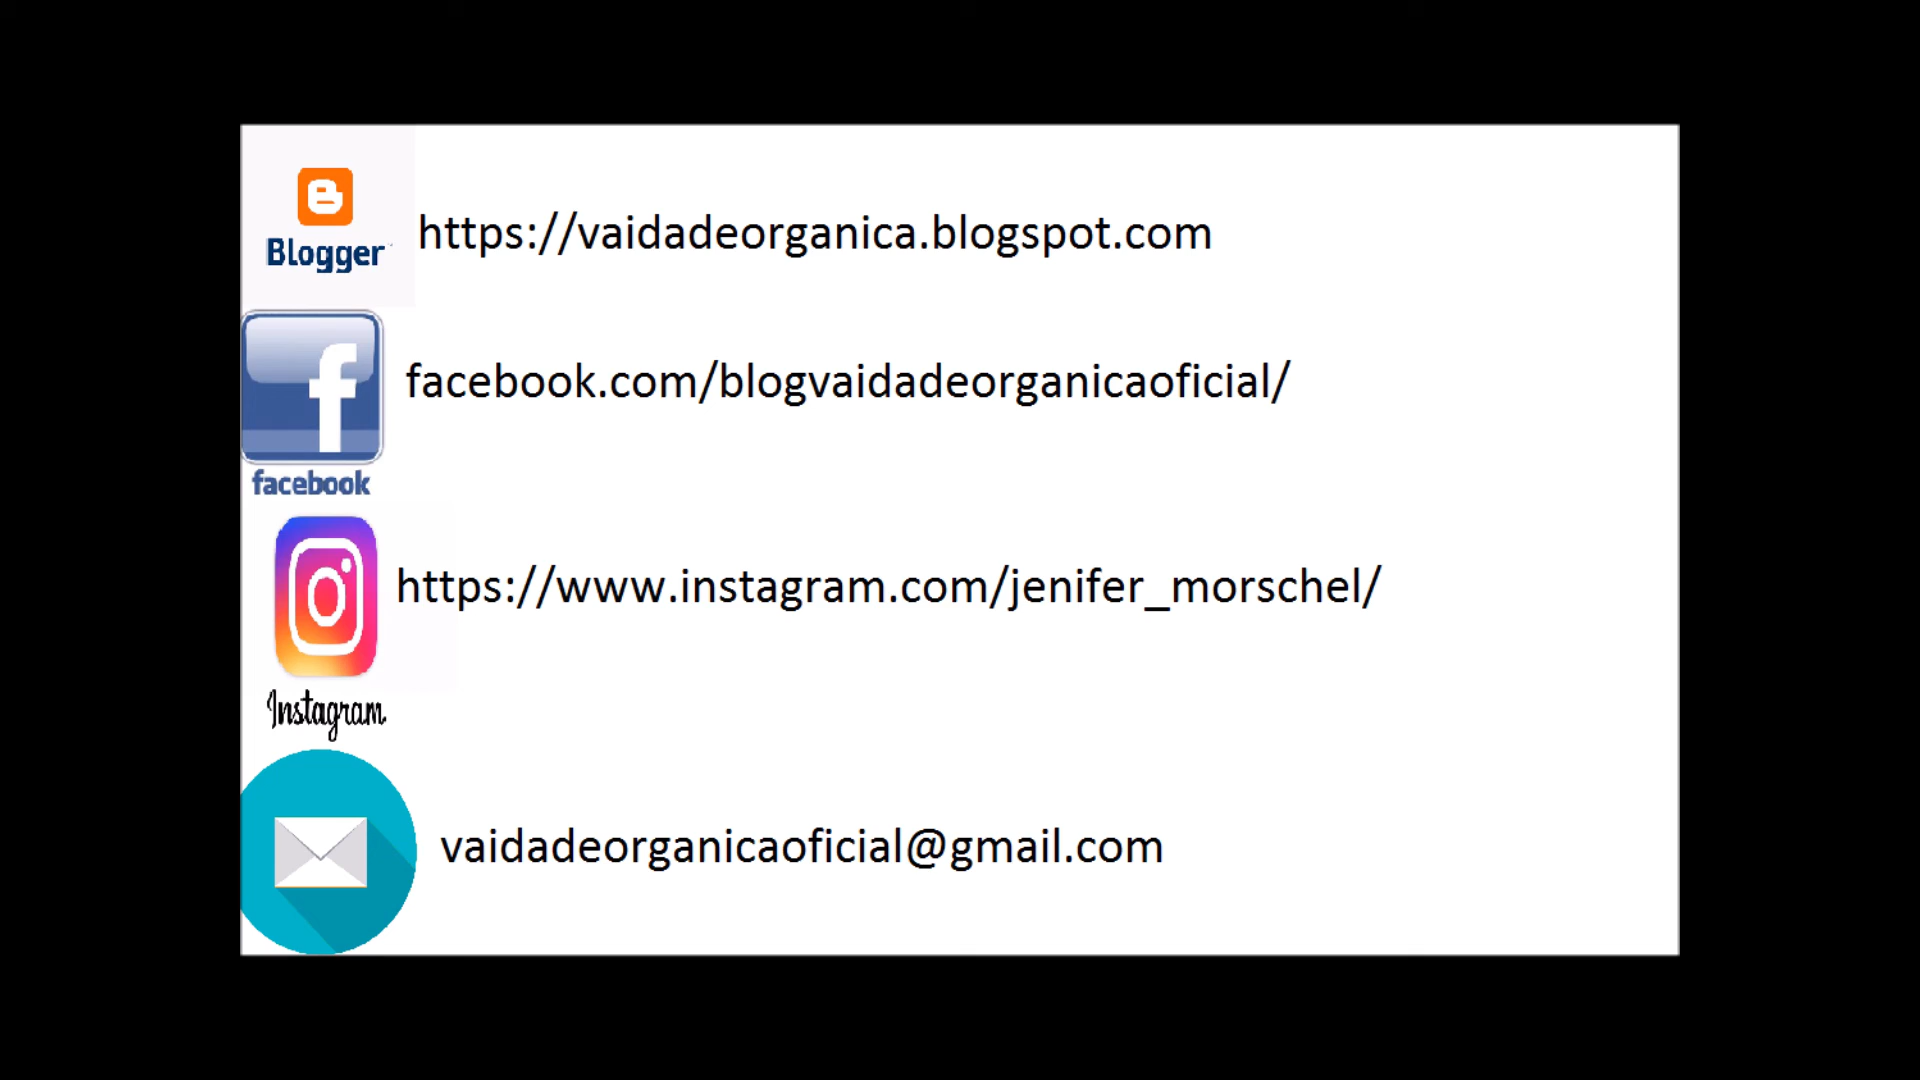 https://vaidadeorganica.blogspot.com
Blogger
facebook.com/blogvaidadeorganicaoficial/
facebook
https://www.instagram.com/jenifer_morschel/
Instagram
vaidadeorganicaoficial@gmail.com